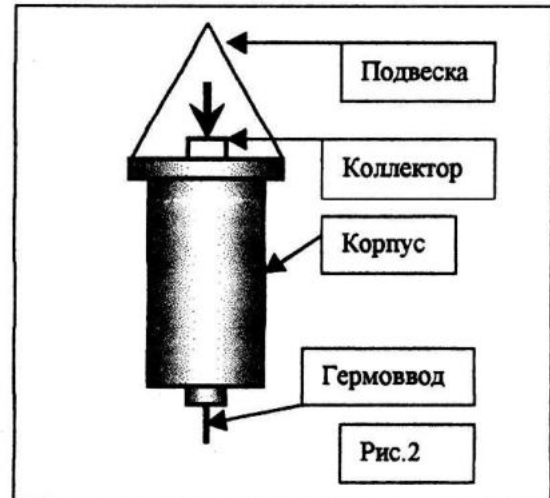 Подвеска
Коллектор
Корпус
Гермоввод
Рис.2